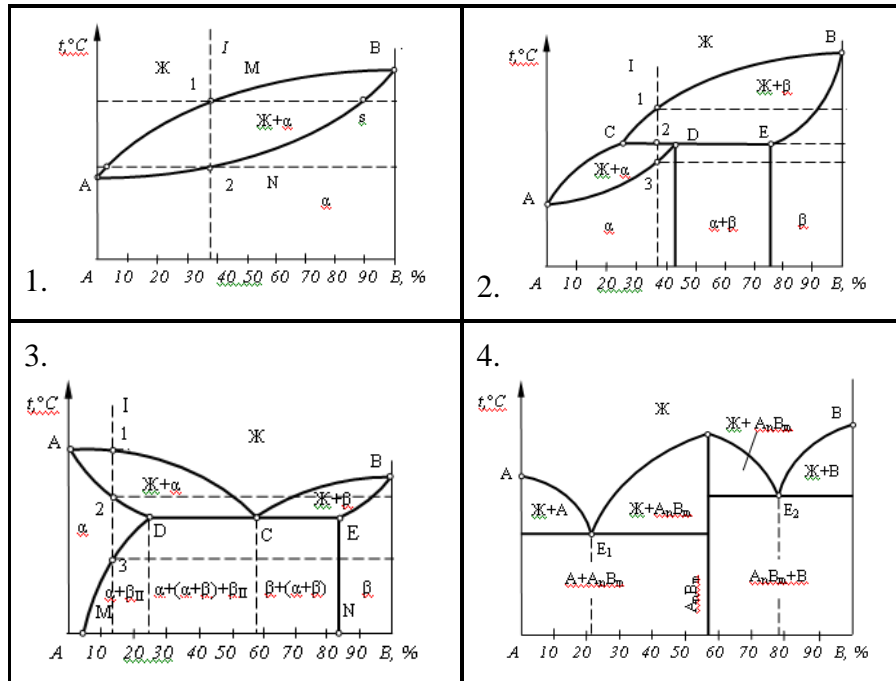 t,°C
I
B
Ж
M
1
Ж+α
s
A
2
N
α
1.
A 10 20 30 40 50 60 70 80 90 B, %
t,°C
Ж
B
I
Ж+β
1
C
2
D
E
Ж+α
3
A
α
α+β
β
2.
A 10 20 30 40 50 60 70 80 90 B, %
3.
t,°C
I
A
1
Ж
B
Ж+α
Ж+β
2
α
D
C
E
3
α+βII
α+(α+β)+βII
β+(α+β)
β
M
N
10 20 30 40 50 60 70 80 90 B, %
4.
t,°C
Ж
Ж+AnBm
B
A
Ж+B
Ж+A
Ж+AnBm
E2
E1
A+AnBm
AnBm
AnBm+B
A 10 20 30 40 50 60 70 80 90 B, %